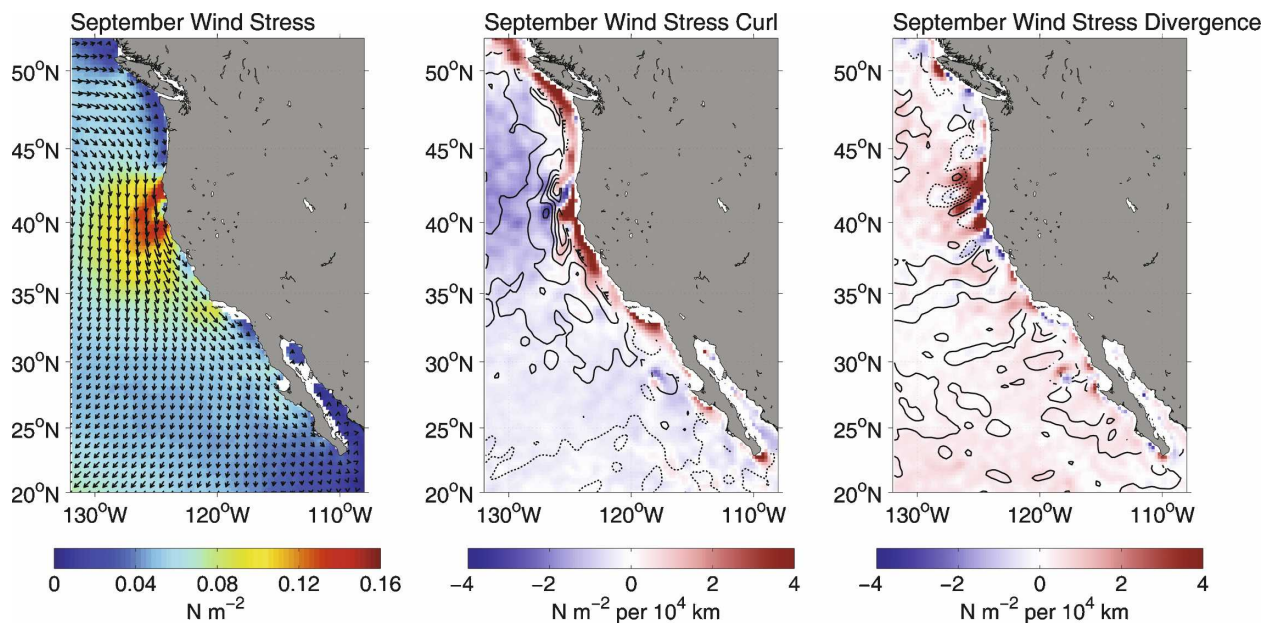 September Wind Stress
September Wind Stress Curl
September Wind Stress Divergence
50°N
45°N
40°N
35°N
30°N
25°N
20°N
130°W
120°W
110°W
50°N
45°N
40°N
35°N
30°N
25°N
20°N
130°W
120°W
110°W
50°N
45°N
40°N
35°N
30°N
25°N
20°N
130°W
120°W
110°W
0
0.04
0.08
0.12
0.16
N m⁻²
−4
−2
0
2
4
N m⁻² per 10⁴ km
−4
−2
0
2
4
N m⁻² per 10⁴ km